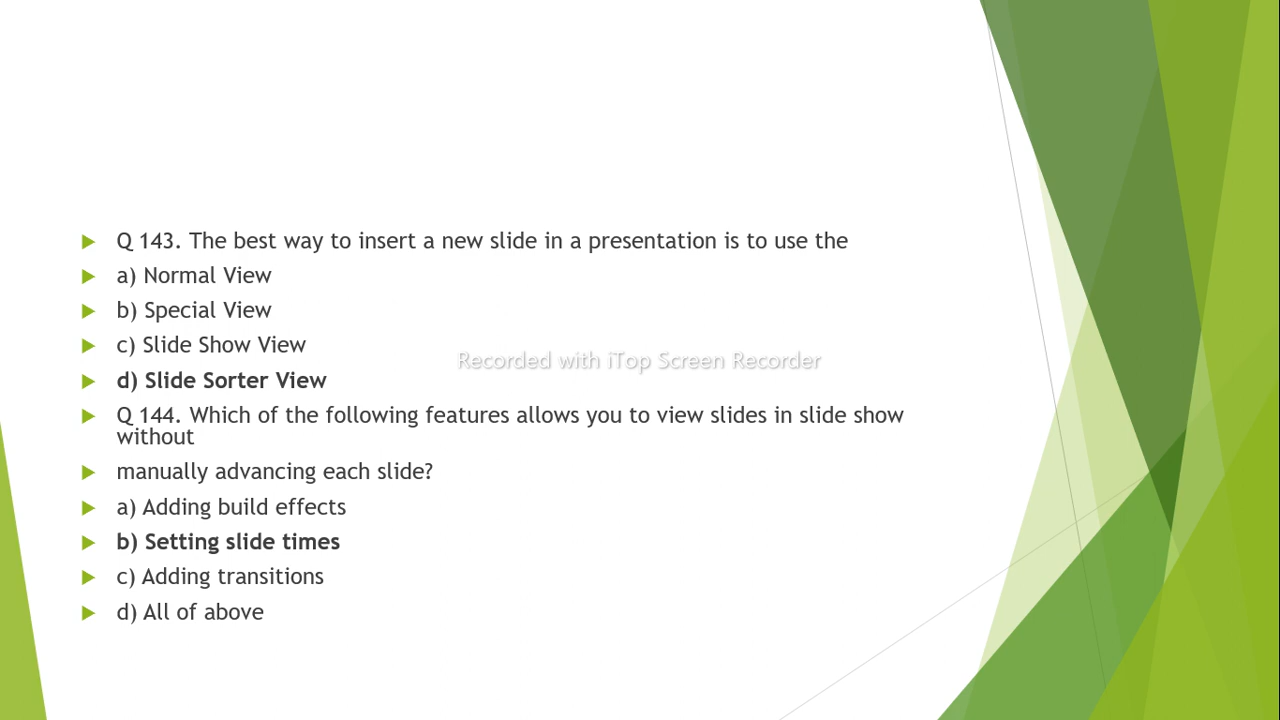 Q 143. The best way to insert a new slide in a presentation is to use the
a) Normal View
b) Special View
c) Slide Show View
Recorded with iTop Screen Recorder
d) Slide Sorter View
Q 144. Which of the following features allows you to view slides in slide show
without
manually advancing each slide?
a) Adding build effects
b) Setting slide times
c) Adding transitions
d) All of above